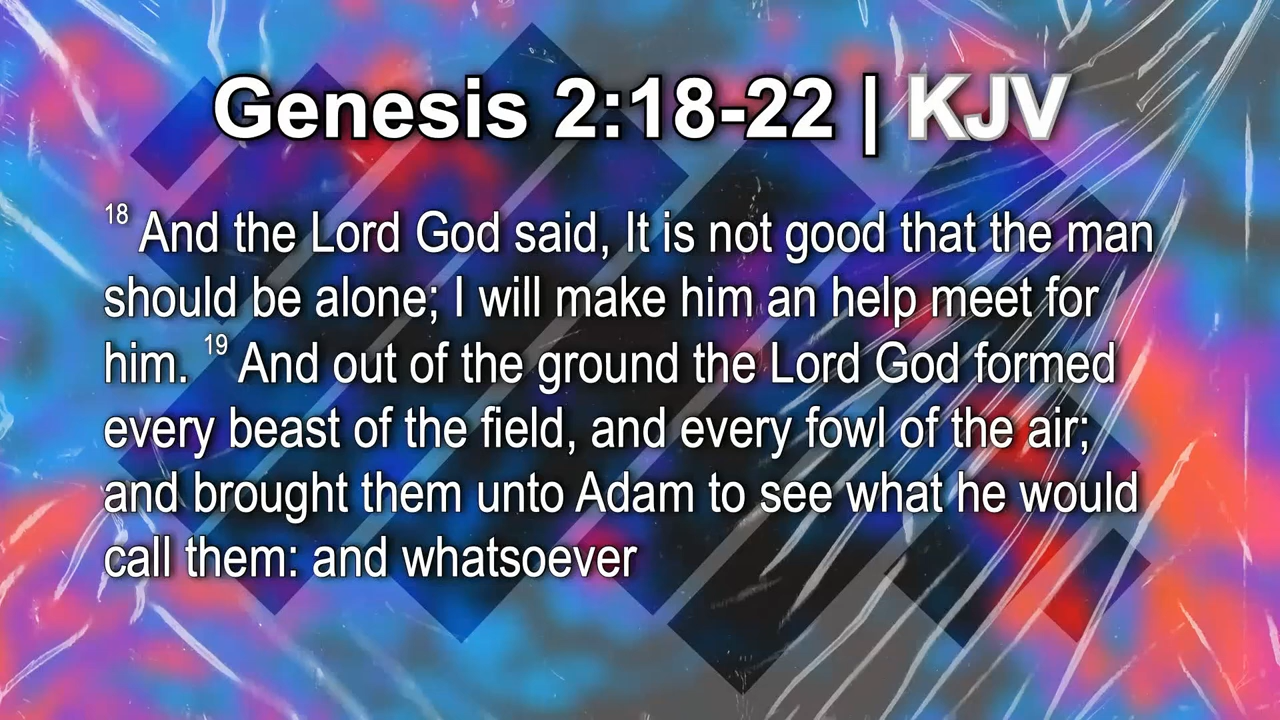 Genesis 2:18-22 | KJV
18 And the Lord God said, It is not good that the man
should be alone; I will make him an help meet for
him. 19 And out of the ground the Lord God formed
every beast of the field, and every fowl of the air;
and brought them unto Adam to see what he would
call them: and whatsoever